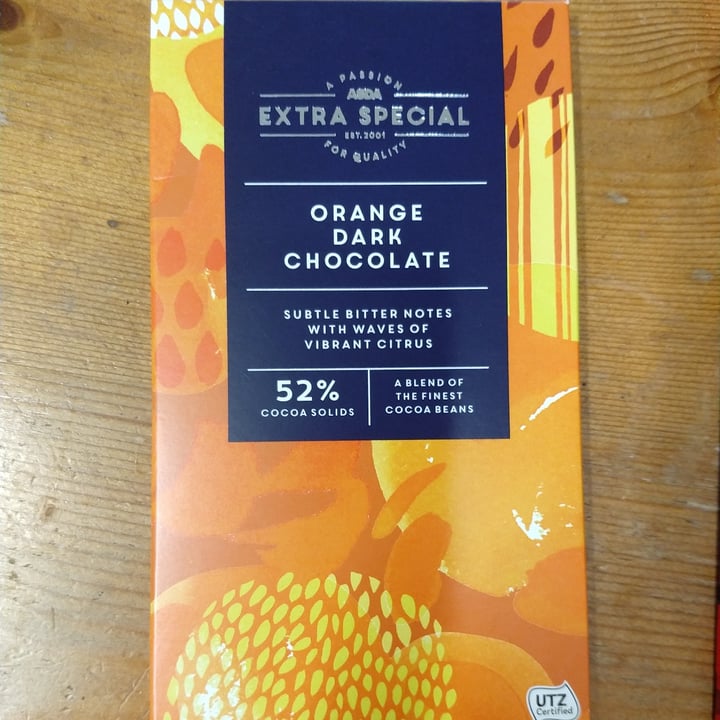 A PASSION
ASDA
EXTRA SPECIAL
EST. 2001
FOR QUALITY
ORANGE
DARK
CHOCOLATE
SUBTLE BITTER NOTES
WITH WAVES OF
VIBRANT CITRUS
52%
COCOA SOLIDS
A BLEND OF
THE FINEST
COCOA BEANS
UTZ
Certified